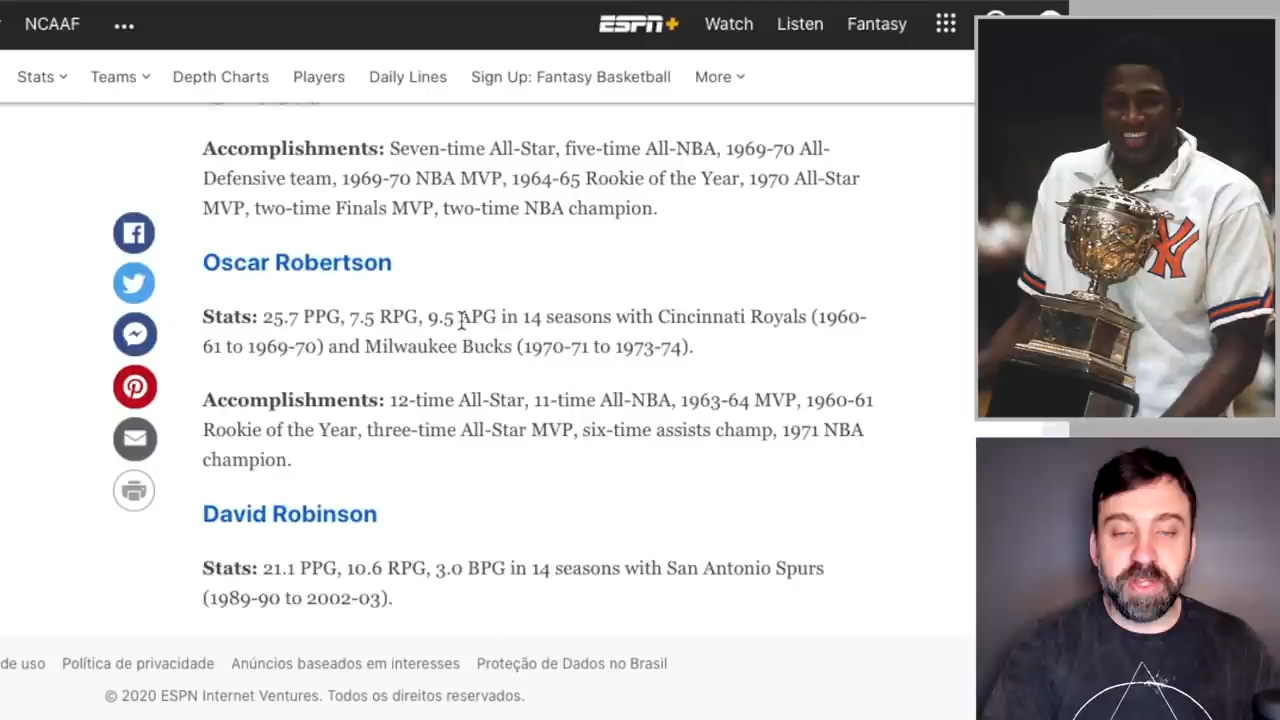 NCAAF
ESPN+ Watch Listen Fantasy
Stats Teams Depth Charts Players Daily Lines Sign Up: Fantasy Basketball More
Accomplishments: Seven-time All-Star, five-time All-NBA, 1969-70 All-
Defensive team, 1969-70 NBA MVP, 1964-65 Rookie of the Year, 1970 All-Star
MVP, two-time Finals MVP, two-time NBA champion.
Oscar Robertson
Stats: 25.7 PPG, 7.5 RPG, 9.5 APG in 14 seasons with Cincinnati Royals (1960-
61 to 1969-70) and Milwaukee Bucks (1970-71 to 1973-74).
Accomplishments: 12-time All-Star, 11-time All-NBA, 1963-64 MVP, 1960-61
Rookie of the Year, three-time All-Star MVP, six-time assists champ, 1971 NBA
champion.
David Robinson
Stats: 21.1 PPG, 10.6 RPG, 3.0 BPG in 14 seasons with San Antonio Spurs
(1989-90 to 2002-03).
de uso Política de privacidade Anúncios baseados em interesses Proteção de Dados no Brasil
© 2020 ESPN Internet Ventures. Todos os direitos reservados.
NY